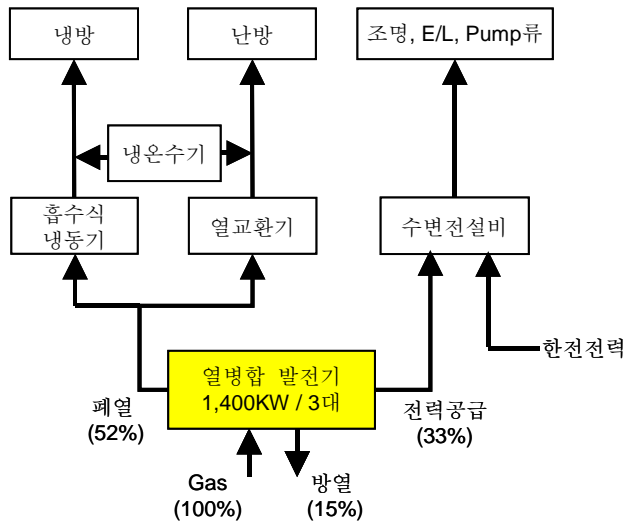 냉방
난방
조명, E/L, Pump류
냉온수기
흡수식
냉동기
열교환기
수변전설비
한전전력
열병합 발전기
1,400KW / 3대
폐열
(52%)
전력공급
(33%)
Gas
(100%)
방열
(15%)